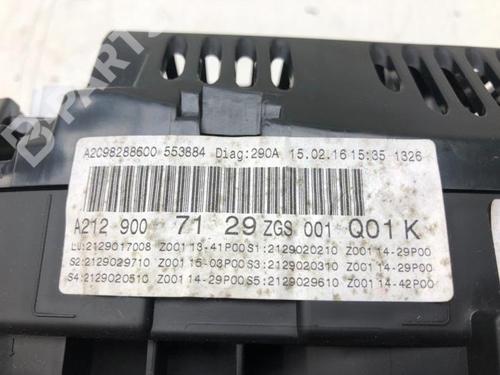 A2C98288600 553884 Diag:290A 15.02.16 15:35 1326
A212 900 71 29 ZGS 001 Q01 K
LU:2129017008 Z001 13-41P00 S1:2129020210 Z001 14-29P00
S2:2129029710 Z001 15-03P00 S3:2129020310 Z001 14-29P00
S4:2129020510 Z001 14-29P00 S5:2129029610 Z001 14-42P00